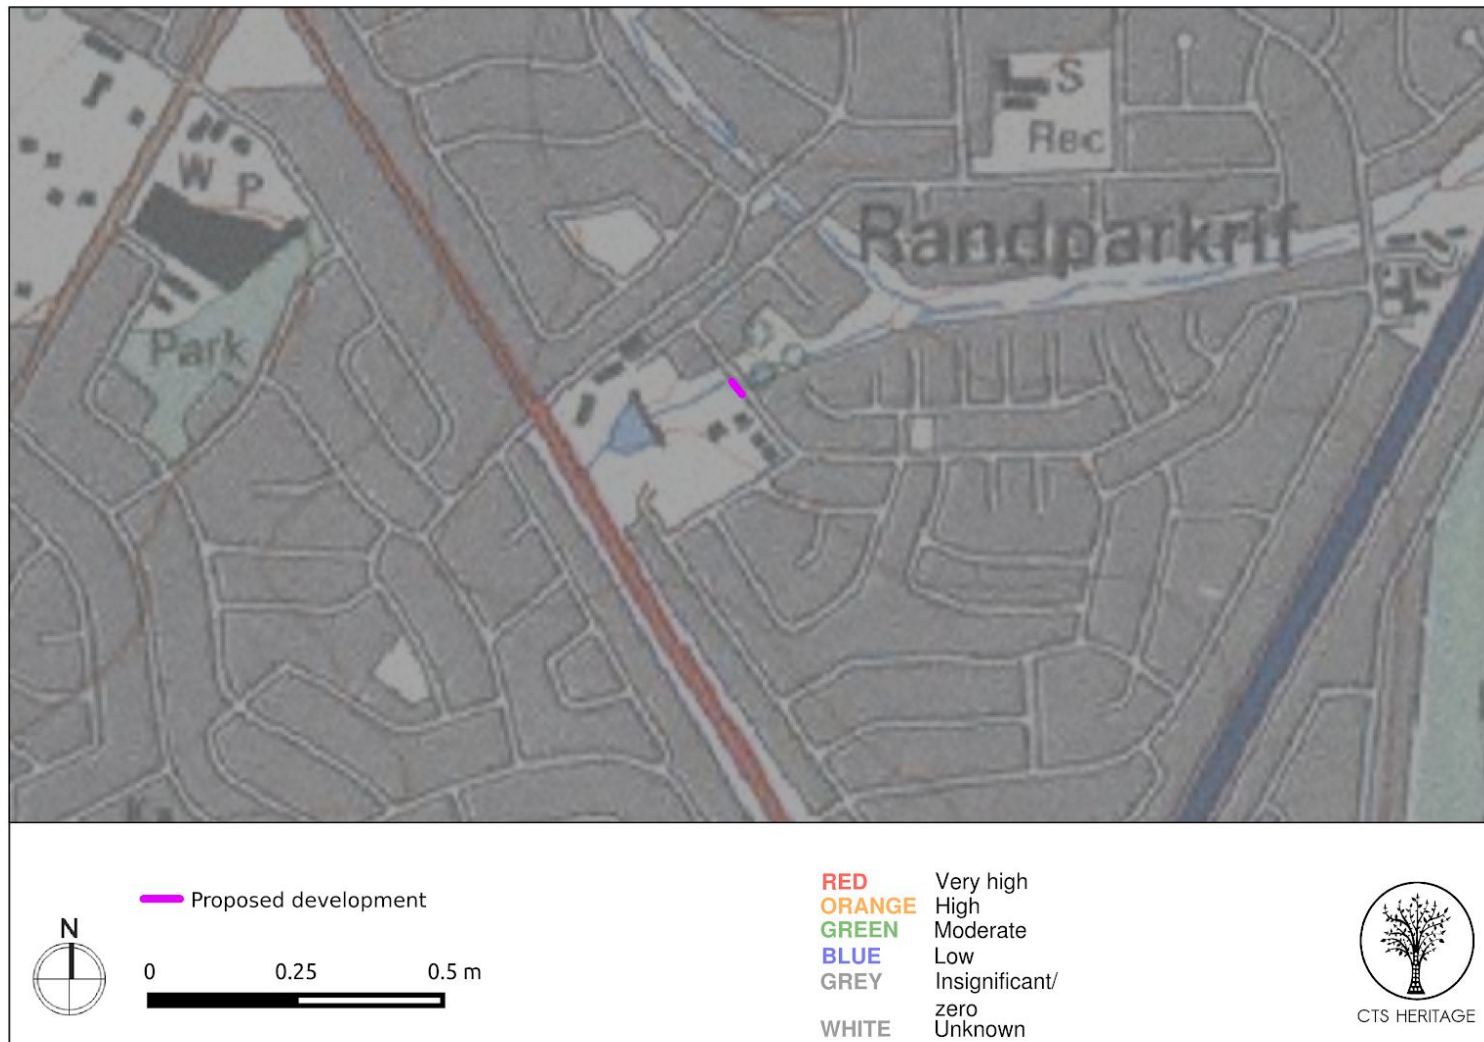 S
Rec
W P
Randparkrif
Park
Proposed development
N
0 0.25 0.5 m
RED Very high
ORANGE High
GREEN Moderate
BLUE Low
GREY Insignificant/
zero
WHITE Unknown
CTS HERITAGE